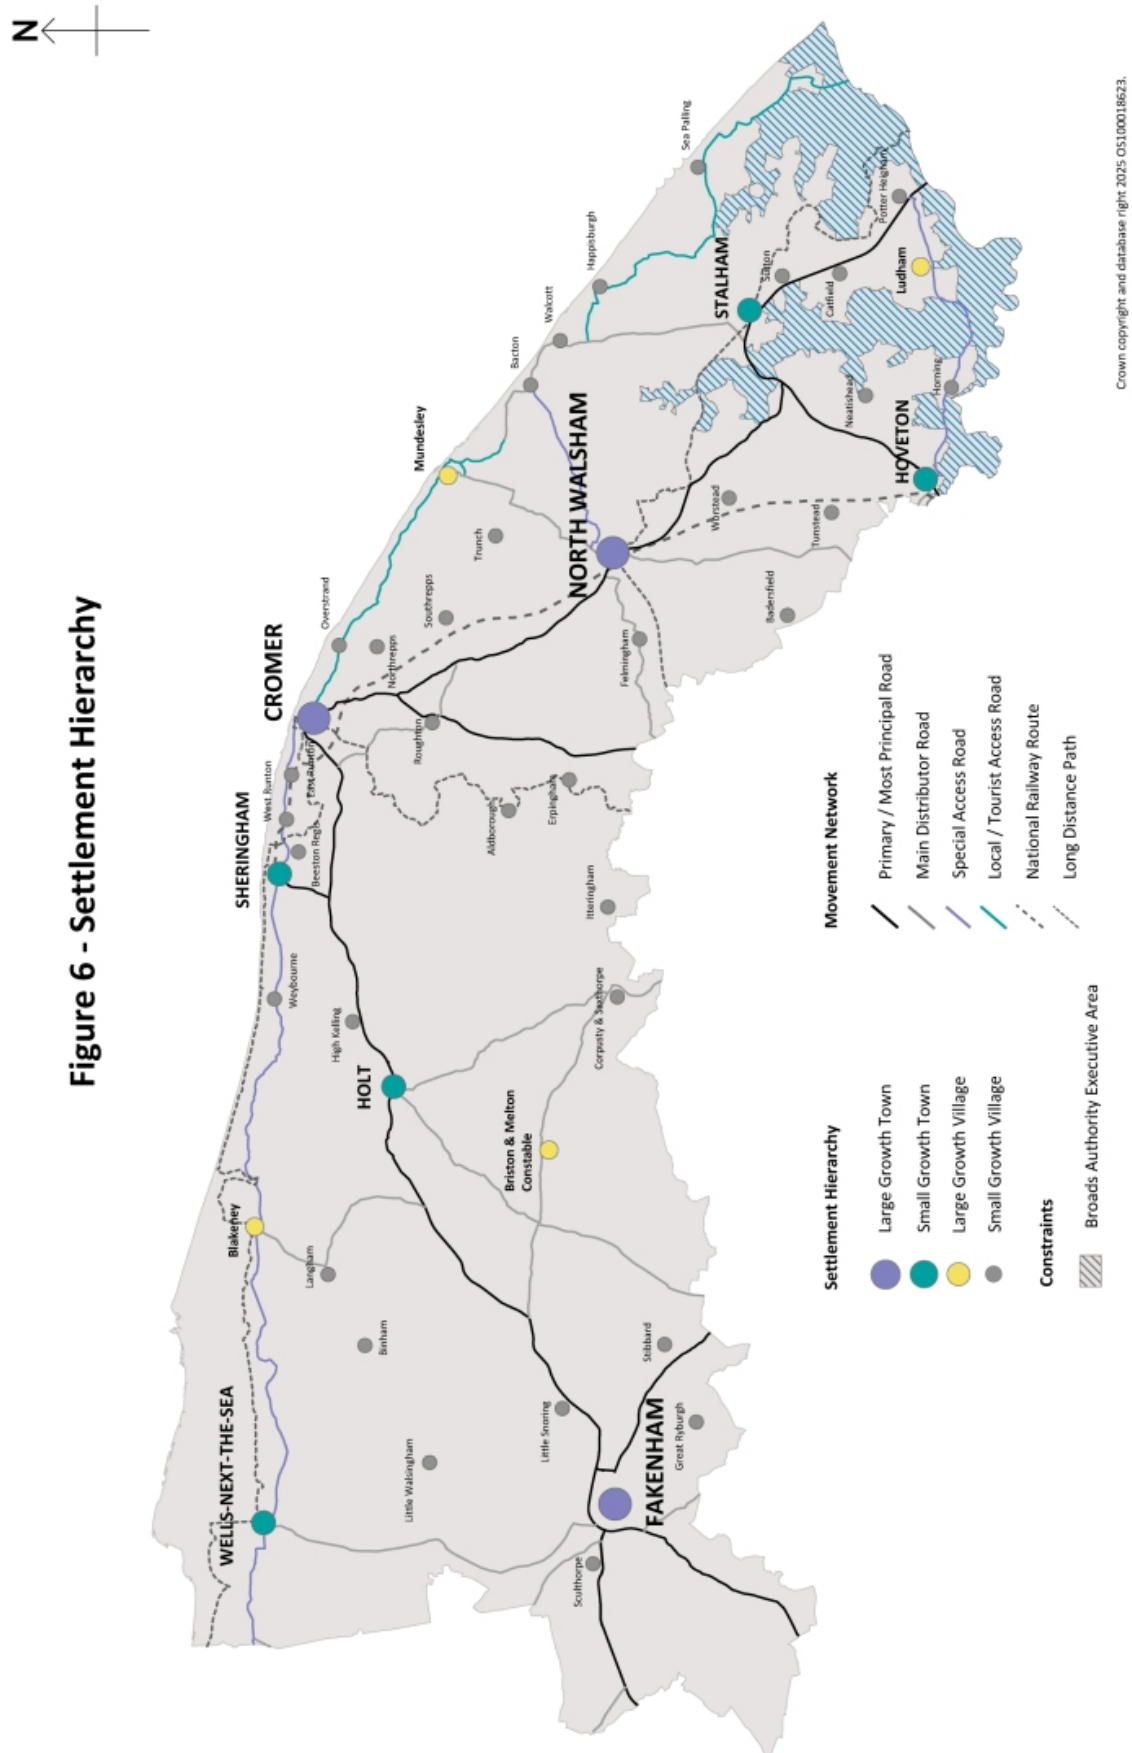 Figure 6 - Settlement Hierarchy
N
WELLS-NEXT-THE-SEA
Blakeney
Weybourne
SHERINGHAM
Beeston Regis
West Runton
East Runton
CROMER
Overstrand
Northrepps
Southrepps
Trunch
Mundesley
Bacton
Walcott
Happisburgh
Sea Palling
Langham
Binham
Little Walsingham
HOLT
High Kelling
Roughton
Aldborough
Erpingham
Itteringham
Corpusty & Saxthorpe
Briston & Melton
Constable
Little Snoring
Stibbard
Great Ryburgh
FAKENHAM
Sculthorpe
NORTH WALSHAM
Felmingham
Worstead
Tunstead
Badersfield
STALHAM
Sutton
Catfield
Ludham
Potter Heigham
Neatishead
Horning
HOVETON
Settlement Hierarchy
Large Growth Town
Small Growth Town
Large Growth Village
Small Growth Village
Constraints
Broads Authority Executive Area
Movement Network
Primary / Most Principal Road
Main Distributor Road
Special Access Road
Local / Tourist Access Road
National Railway Route
Long Distance Path
Crown copyright and database right 2025 OS100018623.